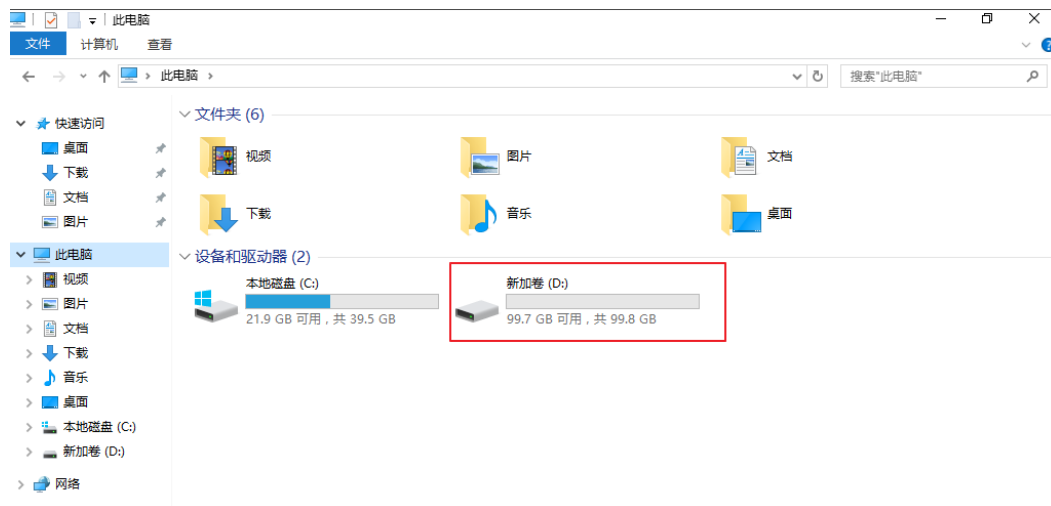 此电脑
文件 计算机 查看
此电脑
搜索"此电脑"
快速访问
桌面
下载
文档
图片
此电脑
视频
图片
文档
下载
音乐
桌面
本地磁盘 (C:)
新加卷 (D:)
网络
文件夹 (6)
视频 图片 文档
下载 音乐 桌面
设备和驱动器 (2)
本地磁盘 (C:)
21.9 GB 可用，共 39.5 GB
新加卷 (D:)
99.7 GB 可用，共 99.8 GB